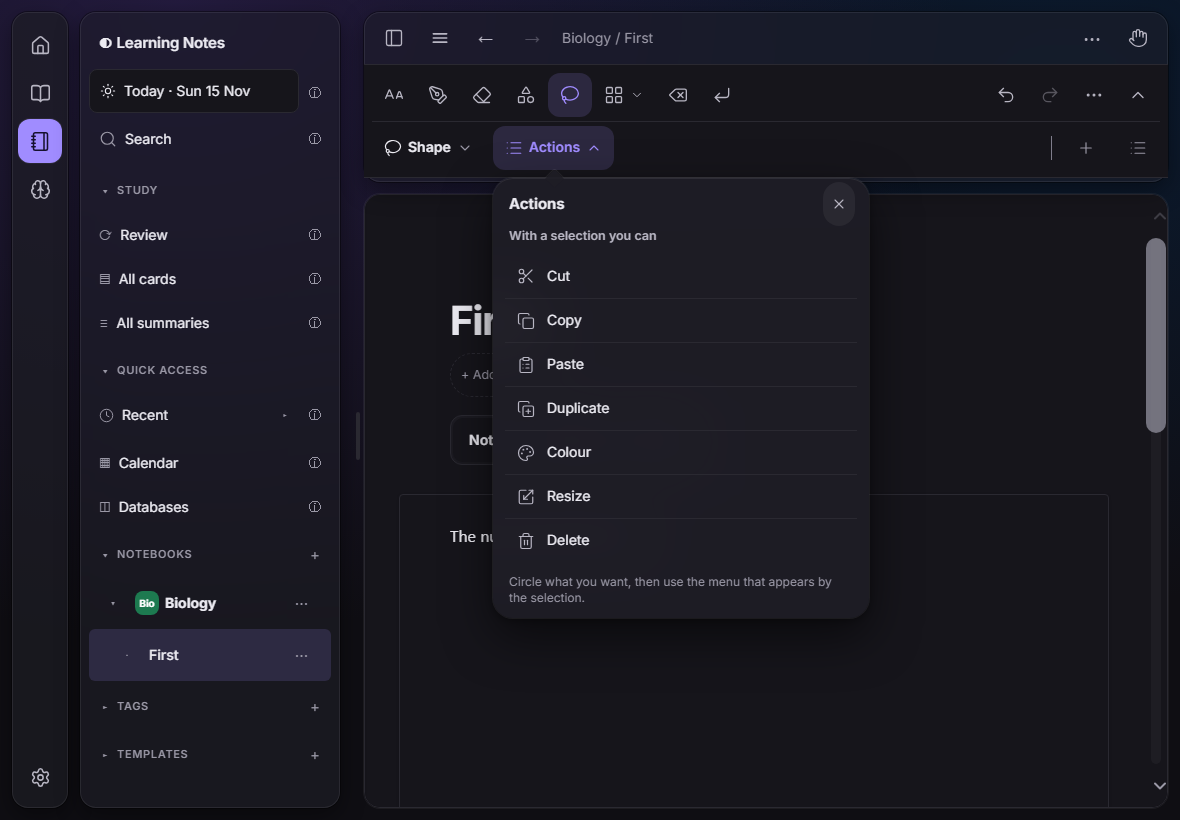 Learning Notes
Today · Sun 15 Nov
Search
STUDY
Review
All cards
All summaries
QUICK ACCESS
Recent
Calendar
Databases
NOTEBOOKS
Bio Biology
First
TAGS
TEMPLATES
Biology / First
AA
Shape
Actions
Actions
With a selection you can
Cut
Copy
Paste
Duplicate
Colour
Resize
Delete
Circle what you want, then use the menu that appears by
the selection.
+ Add
The